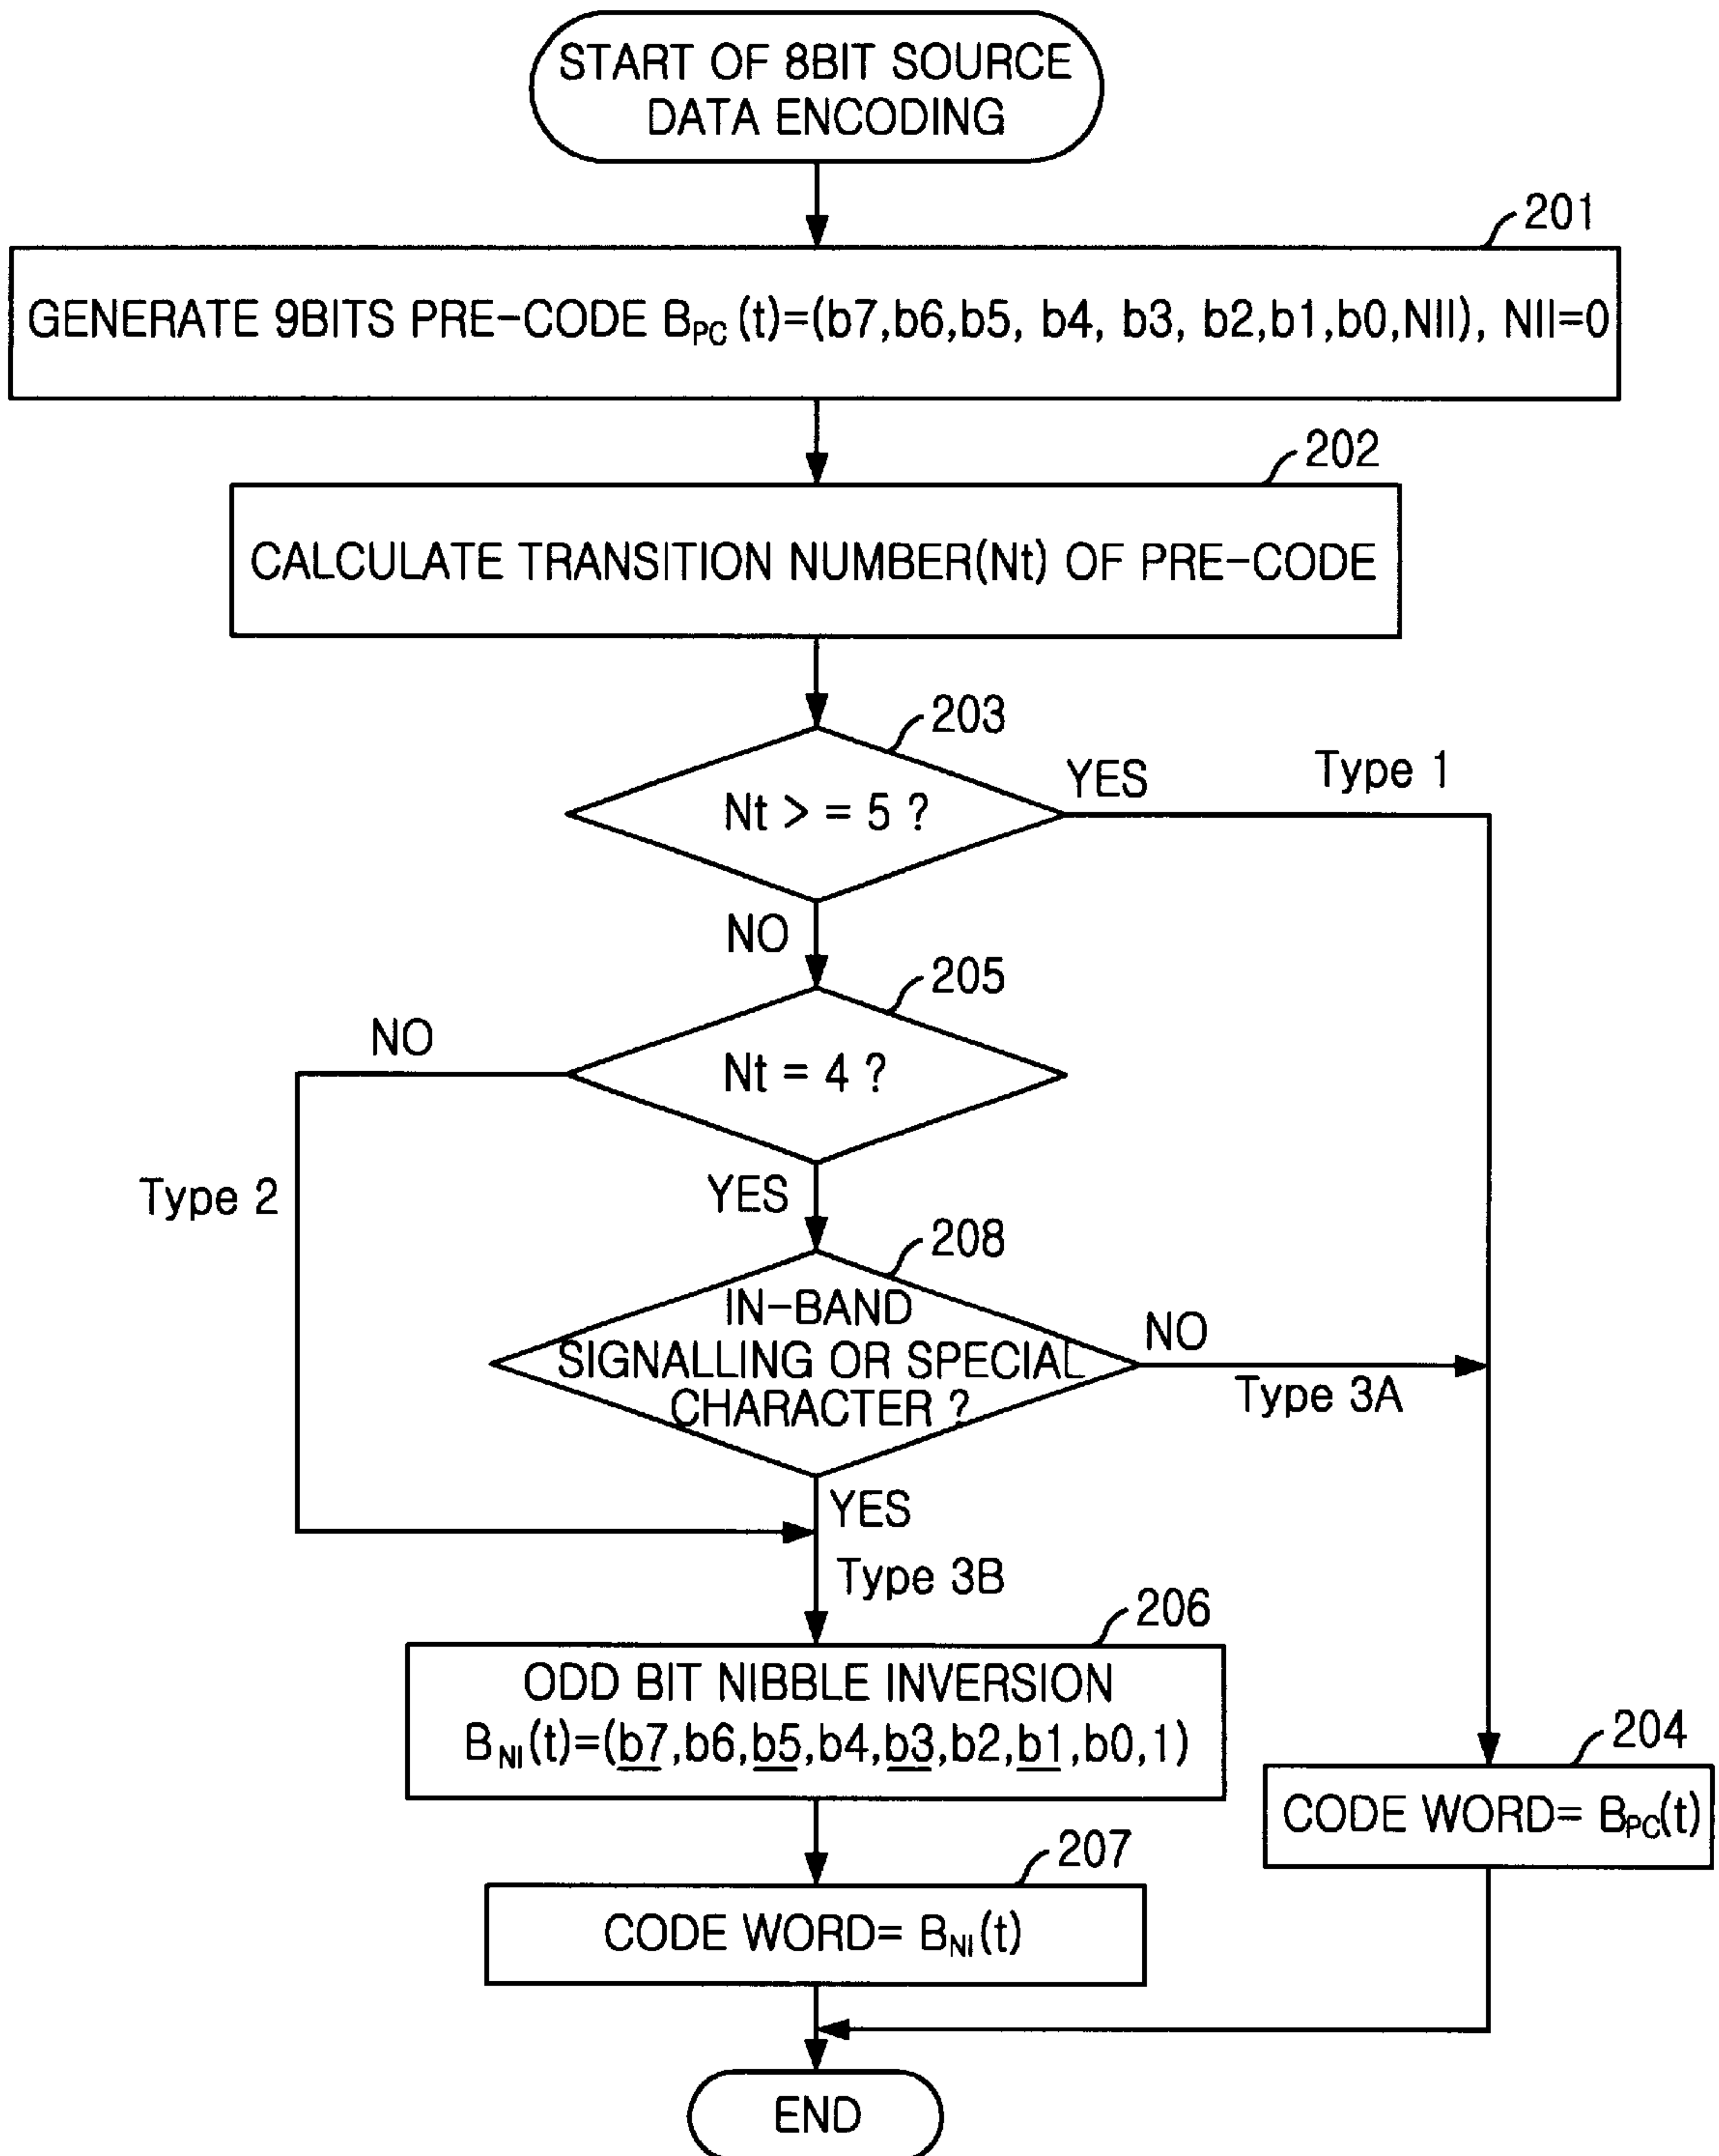 START OF 8BIT SOURCE
DATA ENCODING
201
GENERATE 9BITS PRE-CODE BPC (t)=(b7,b6,b5, b4, b3, b2,b1,b0,NII), NII=0
202
CALCULATE TRANSITION NUMBER(Nt) OF PRE-CODE
203
Nt > = 5 ?
YES
Type 1
NO
205
NO
Nt = 4 ?
Type 2
YES
208
IN-BAND
SIGNALLING OR SPECIAL
CHARACTER ?
NO
Type 3A
YES
Type 3B
206
ODD BIT NIBBLE INVERSION
BNI (t)=(b7,b6,b5,b4,b3,b2,b1,b0,1)
204
CODE WORD= BPC(t)
207
CODE WORD= BNI (t)
END